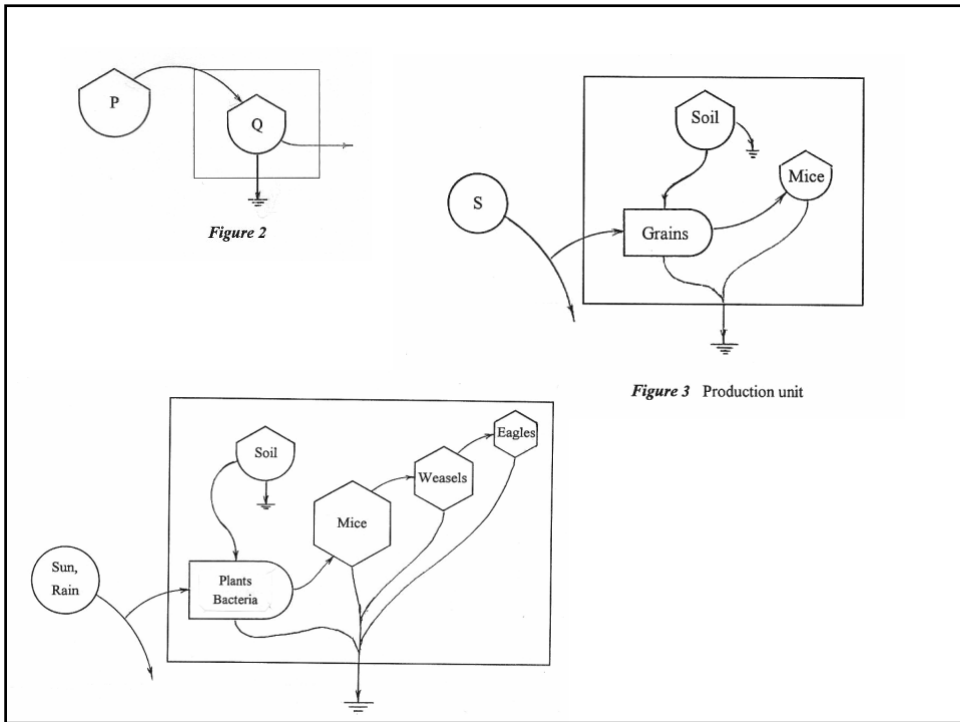 P
Q
Figure 2
Soil
Mice
S
Grains
Figure 3 Production unit
Eagles
Soil
Weasels
Mice
Sun,
Rain
Plants
Bacteria